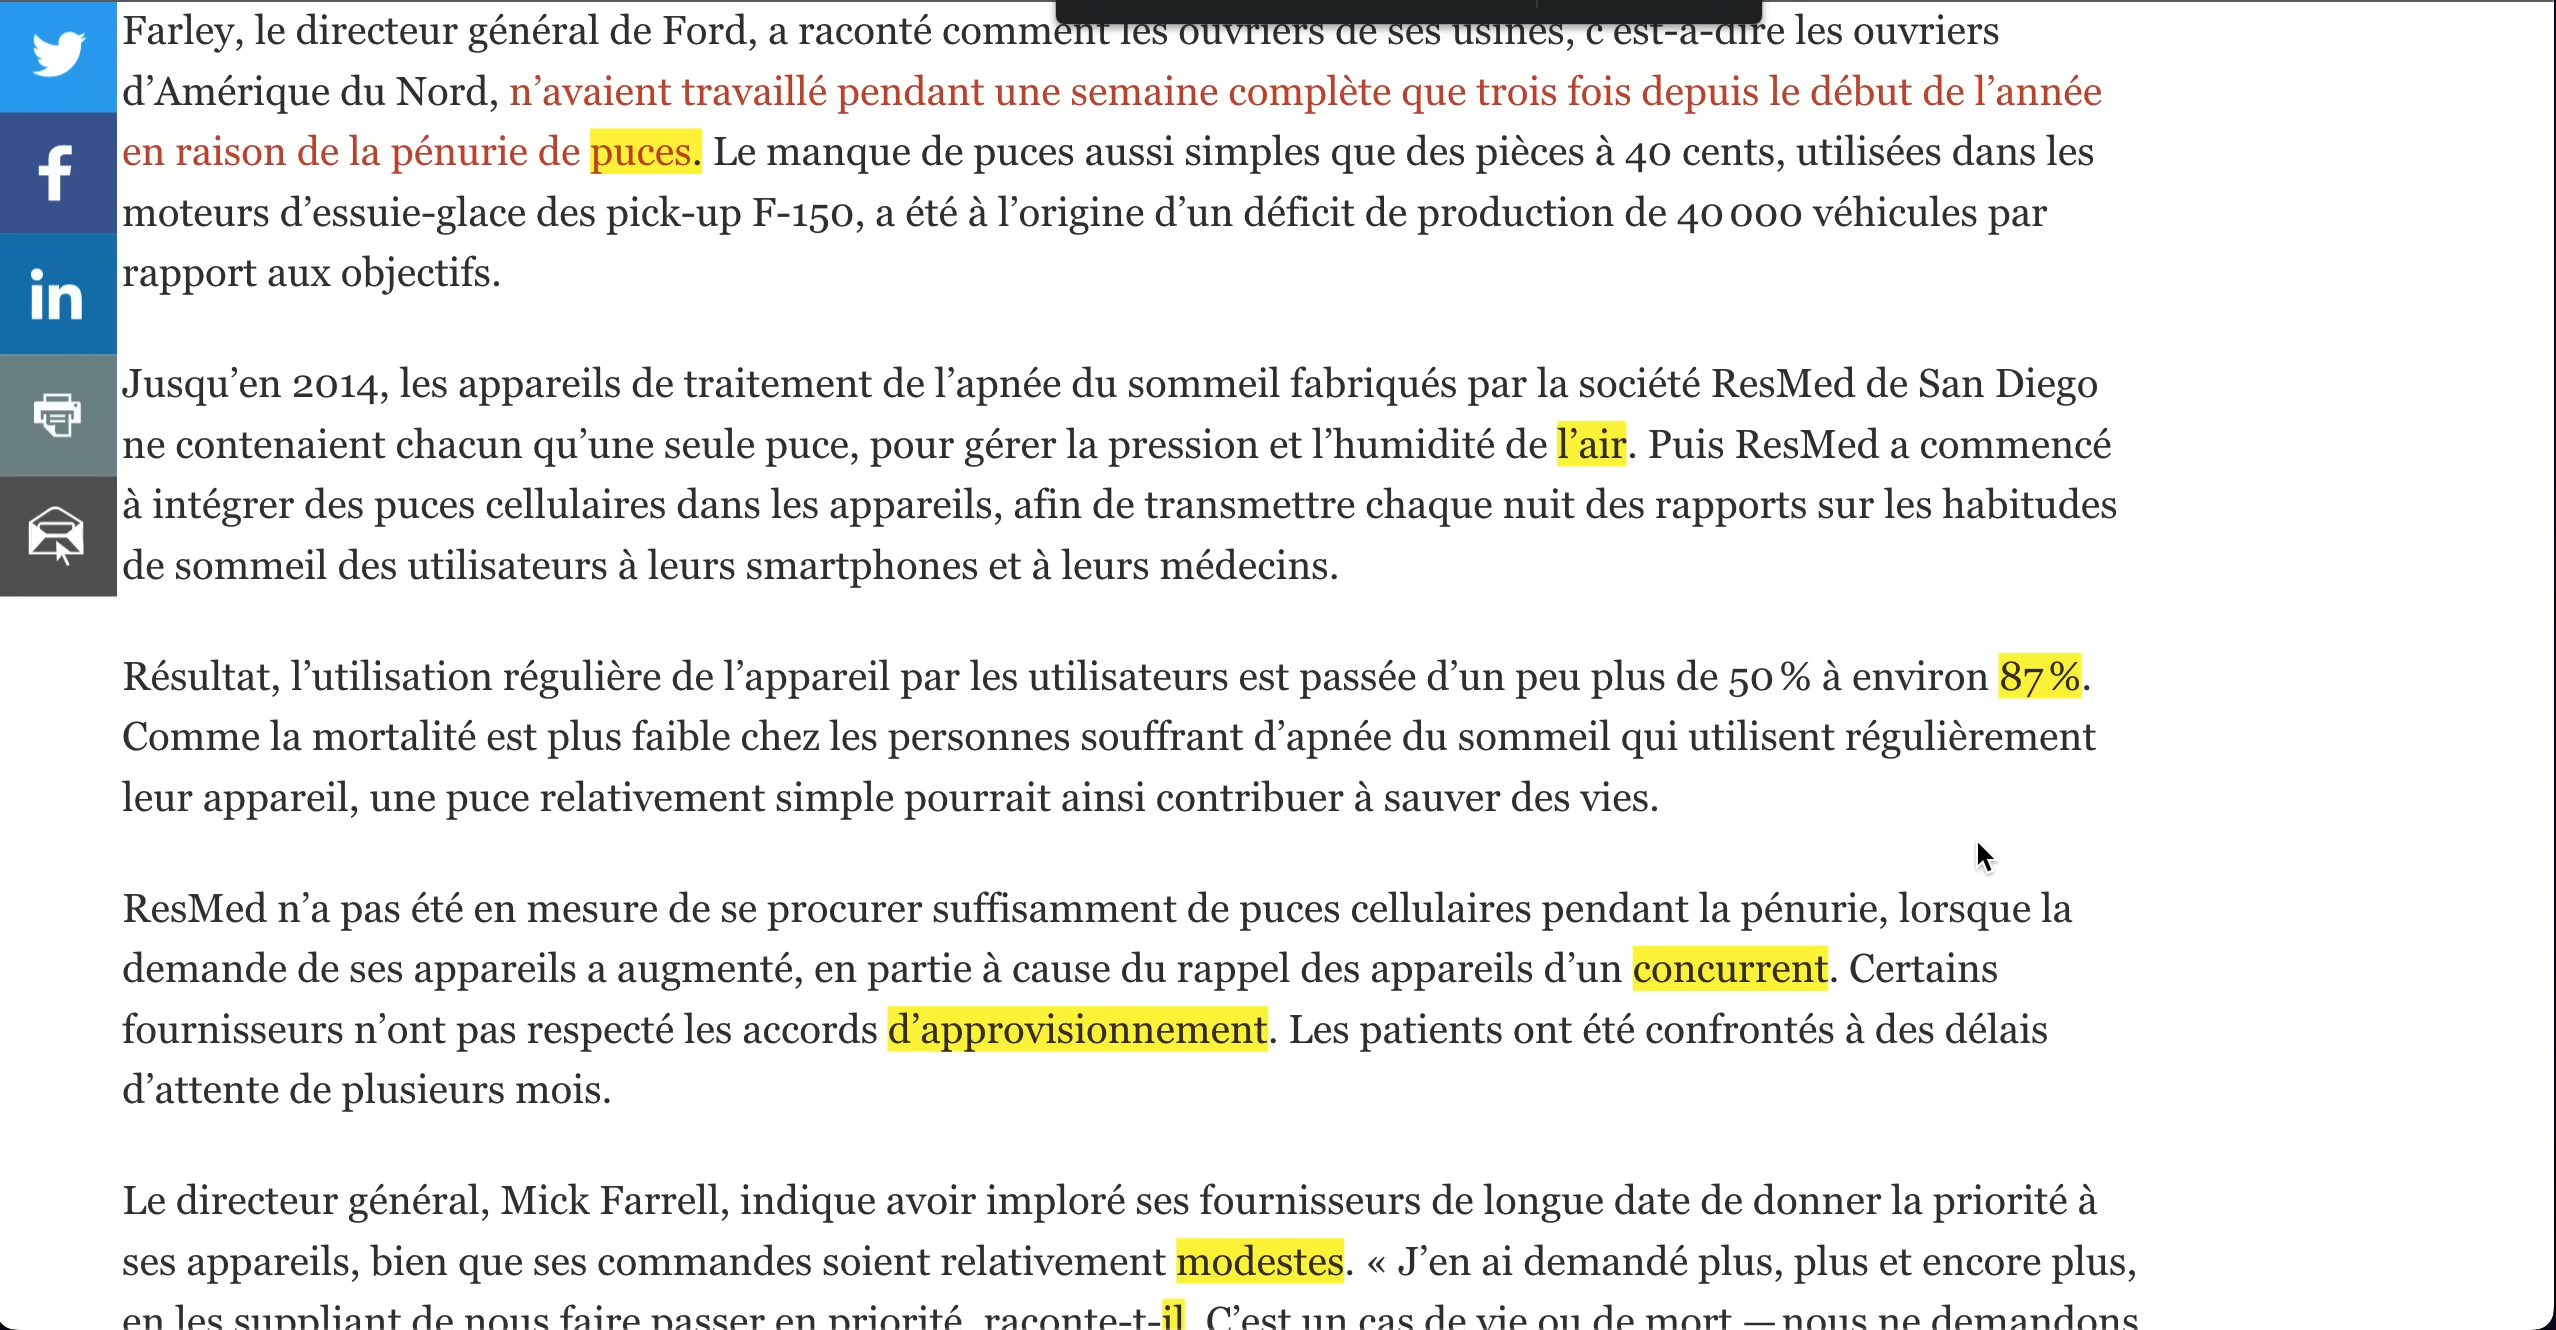 Farley, le directeur général de Ford, a raconté comment les ouvriers de ses usines, c'est-à-dire les ouvriers
d’Amérique du Nord, n’avaient travaillé pendant une semaine complète que trois fois depuis le début de l’année
en raison de la pénurie de puces. Le manque de puces aussi simples que des pièces à 40 cents, utilisées dans les
moteurs d’essuie-glace des pick-up F-150, a été à l’origine d’un déficit de production de 40 000 véhicules par
rapport aux objectifs.
Jusqu’en 2014, les appareils de traitement de l’apnée du sommeil fabriqués par la société ResMed de San Diego
ne contenaient chacun qu’une seule puce, pour gérer la pression et l’humidité de l’air. Puis ResMed a commencé
à intégrer des puces cellulaires dans les appareils, afin de transmettre chaque nuit des rapports sur les habitudes
de sommeil des utilisateurs à leurs smartphones et à leurs médecins.
Résultat, l’utilisation régulière de l’appareil par les utilisateurs est passée d’un peu plus de 50 % à environ 87 %.
Comme la mortalité est plus faible chez les personnes souffrant d’apnée du sommeil qui utilisent régulièrement
leur appareil, une puce relativement simple pourrait ainsi contribuer à sauver des vies.
ResMed n’a pas été en mesure de se procurer suffisamment de puces cellulaires pendant la pénurie, lorsque la
demande de ses appareils a augmenté, en partie à cause du rappel des appareils d’un concurrent. Certains
fournisseurs n’ont pas respecté les accords d’approvisionnement. Les patients ont été confrontés à des délais
d’attente de plusieurs mois.
Le directeur général, Mick Farrell, indique avoir imploré ses fournisseurs de longue date de donner la priorité à
ses appareils, bien que ses commandes soient relativement modestes. « J’en ai demandé plus, plus et encore plus,
en les suppliant de nous faire passer en priorité, raconte-t-il. C’est un cas de vie ou de mort — nous ne demandons